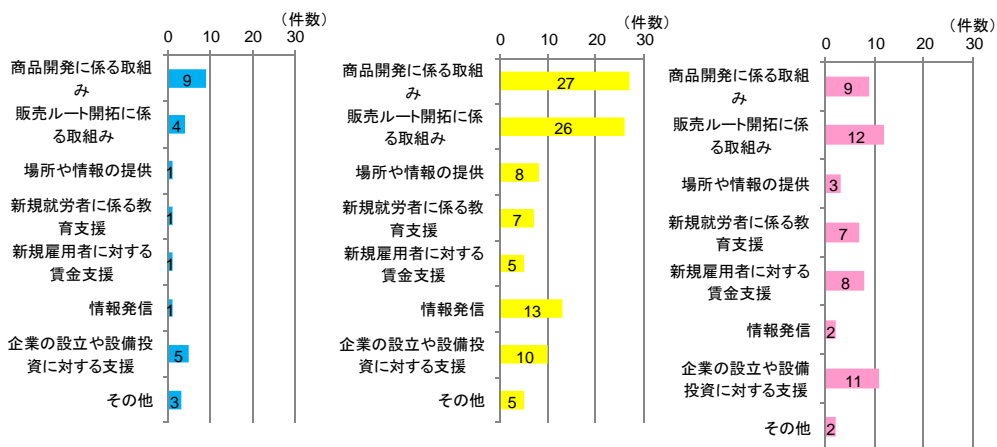 （件数）
0 10 20 30
商品開発に係る取組
み
9
販売ルート開拓に係
る取組み
4
場所や情報の提供
1
新規就労者に係る教
育支援
1
新規雇用者に対する
賃金支援
1
情報発信
1
企業の設立や設備投
資に対する支援
5
その他
3
（件数）
0 10 20 30
商品開発に係る取組
み
27
販売ルート開拓に係
る取組み
26
場所や情報の提供
8
新規就労者に係る教
育支援
7
新規雇用者に対する
賃金支援
5
情報発信
13
企業の設立や設備投
資に対する支援
10
その他
5
（件数）
0 10 20 30
商品開発に係る取組
み
9
販売ルート開拓に係
る取組み
12
場所や情報の提供
3
新規就労者に係る教
育支援
7
新規雇用者に対する
賃金支援
8
情報発信
2
企業の設立や設備
投資に対する支援
11
その他
2